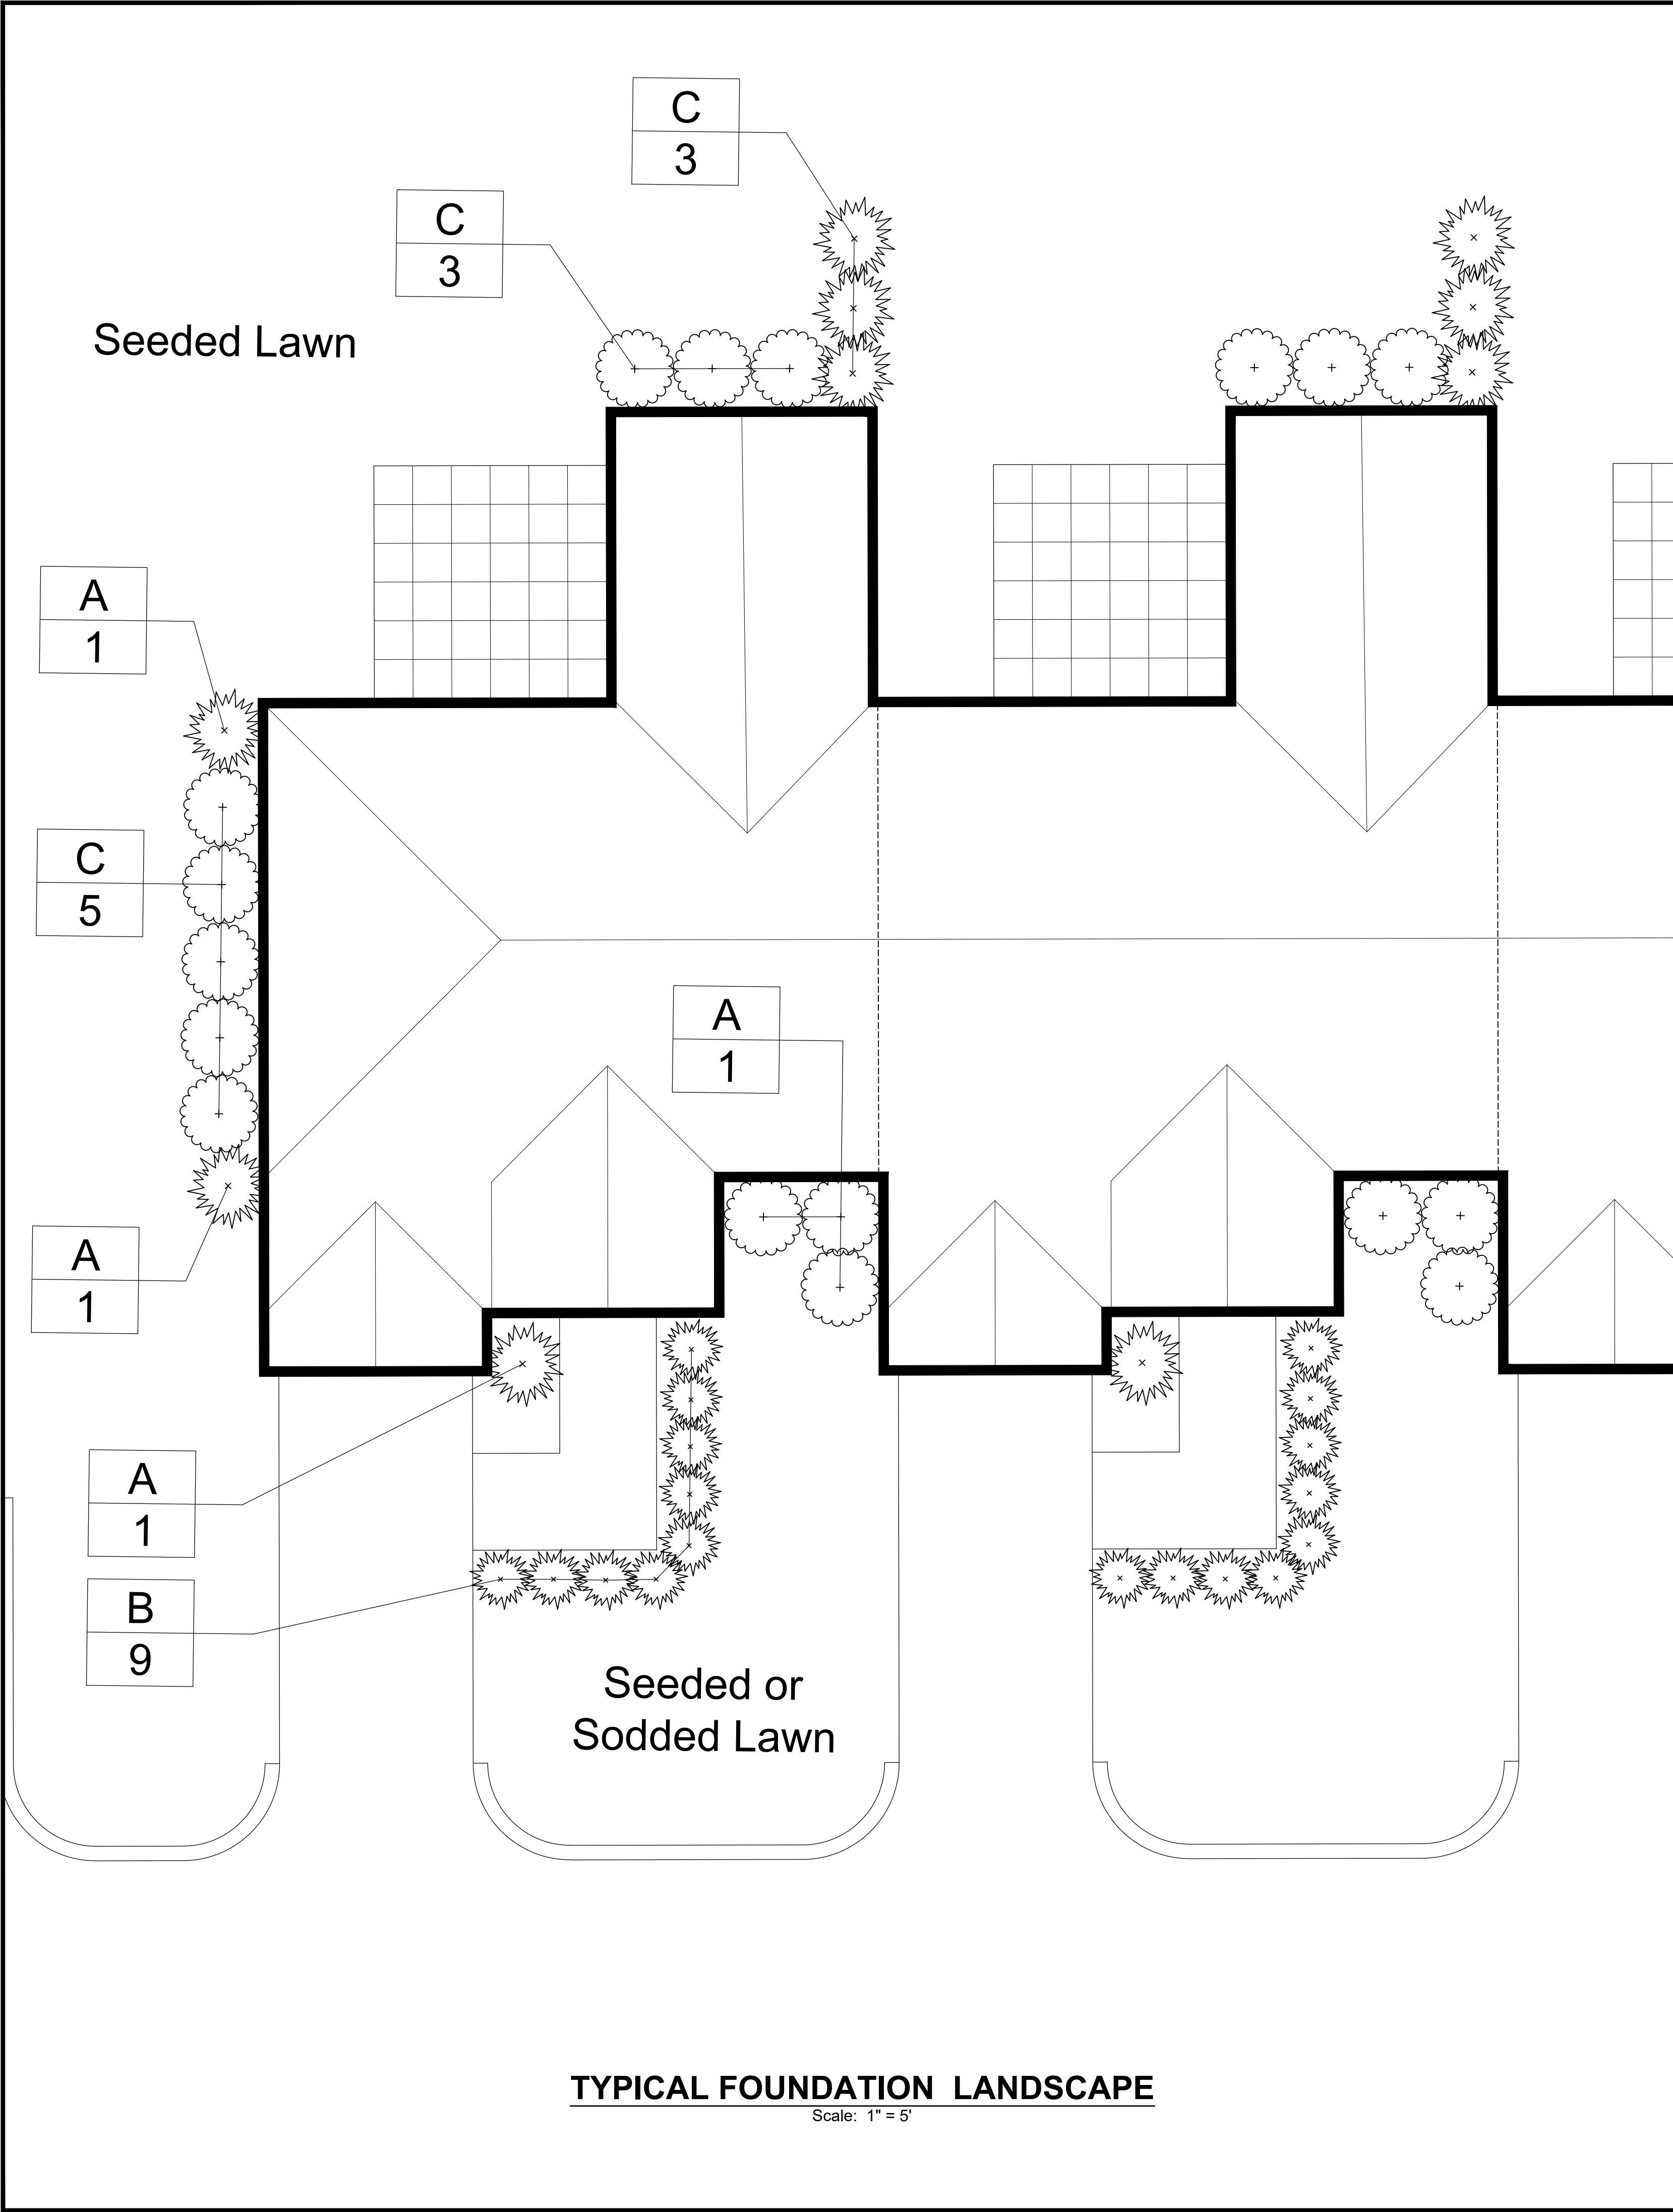 C
3
C
3
Seeded Lawn
A
1
C
5
A
1
A
1
A
1
B
9
Seeded or
Sodded Lawn
TYPICAL FOUNDATION LANDSCAPE
Scale: 1" = 5'